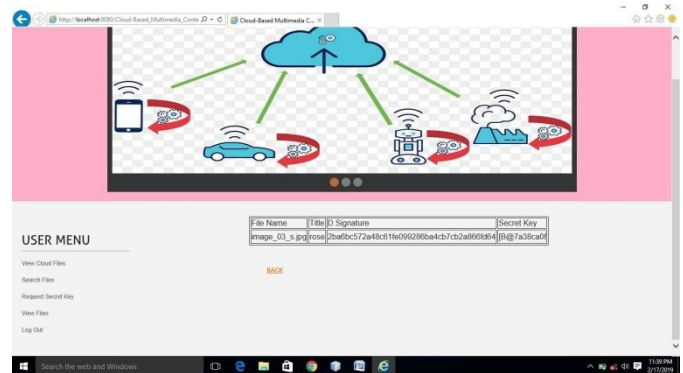 http://localhost:8080/Cloud-Based_Multimedia_Conte
Cloud-Based Multimedia C...
File Name Title D Signature Secret Key
image_03_s.jpg rose 2ba6bc572a48c61fe099286ba4cb7cb2a866fd64 [B@7a38ca0f
BACK
USER MENU
View Cloud Files
Search Files
Request Secret Key
View Files
Log Out
Search the web and Windows
11:39 PM
2/17/2019